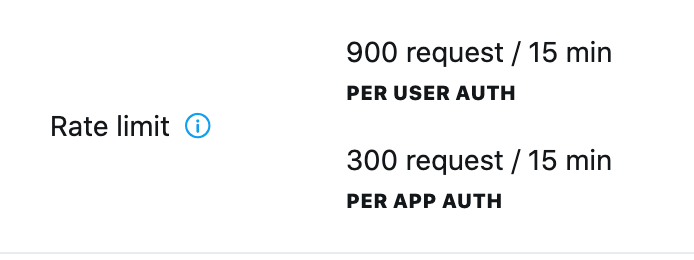 900 request / 15 min
PER USER AUTH
Rate limit
300 request / 15 min
PER APP AUTH